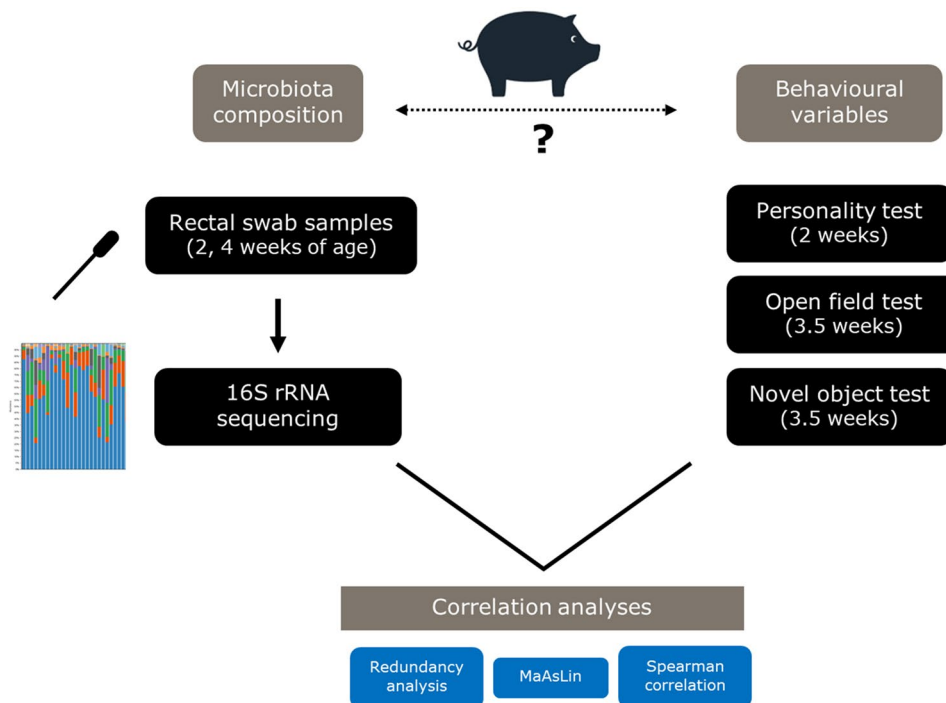 Microbiota
composition
?
Behavioural
variables
Rectal swab samples
(2, 4 weeks of age)
16S rRNA
sequencing
Personality test
(2 weeks)
Open field test
(3.5 weeks)
Novel object test
(3.5 weeks)
Correlation analyses
Redundancy
analysis
MaAsLin
Spearman
correlation